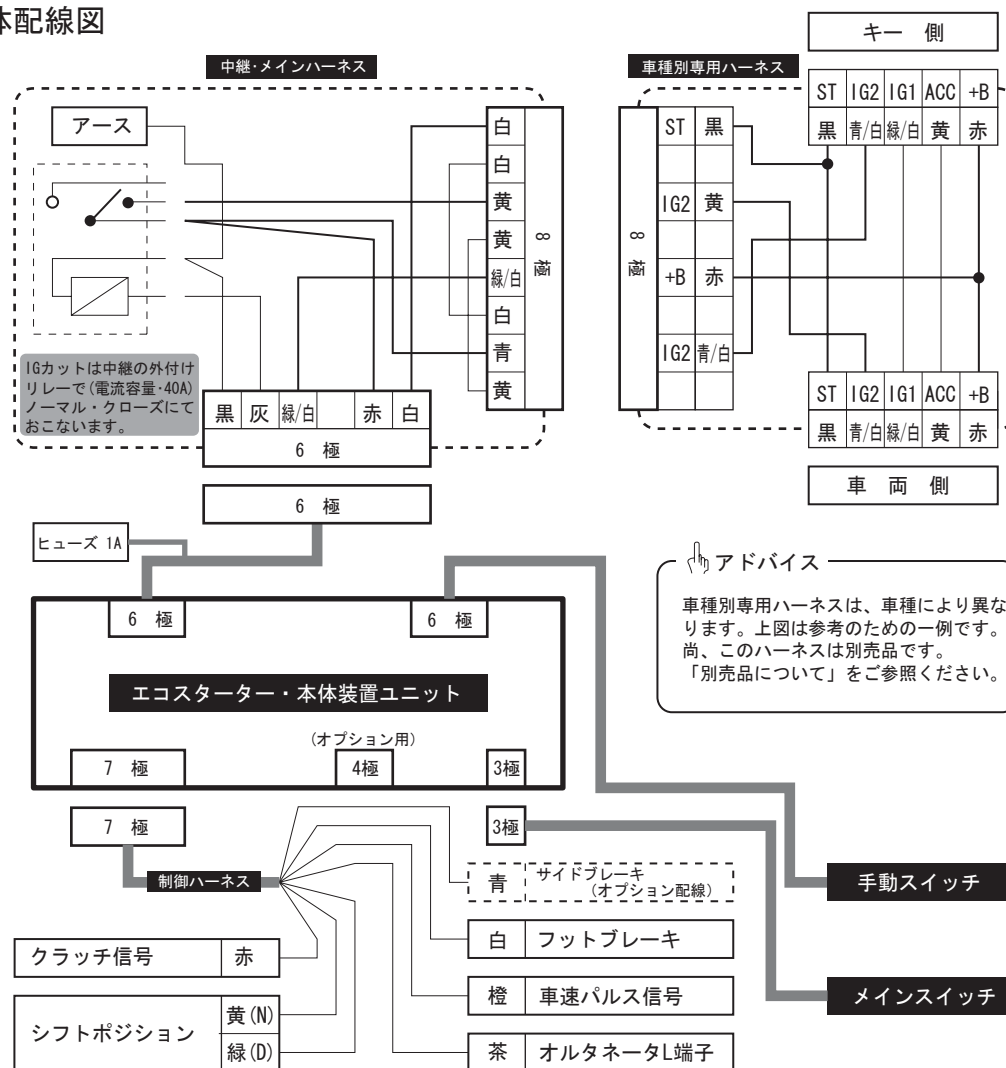 体配線図
中継･メインハーネス
アース
IGカットは中継の外付け
リレーで(電流容量･40A)
ノーマル・クローズにて
おこないます。
白
白
黄
黄
緑/白
白
青
黄
8極
黒 灰 緑/白 赤 白
6 極
6 極
ヒューズ 1A
車種別専用ハーネス
8極
ST 黒
IG2 黄
+B 赤
IG2 青/白
キー 側
ST IG2 IG1 ACC +B
黒 青/白 緑/白 黄 赤
ST IG2 IG1 ACC +B
黒 青/白 緑/白 黄 赤
車 両 側
アドバイス
車種別専用ハーネスは、車種により異な
ります。上図は参考のための一例です。
尚、このハーネスは別売品です。
「別売品について」をご参照ください。
6 極
6 極
エコスターター・本体装置ユニット
(オプション用)
7 極
4極
3極
7 極
3極
制御ハーネス
クラッチ信号 赤
シフトポジション
黄(N)
緑(D)
青 サイドブレーキ
(オプション配線)
白 フットブレーキ
橙 車速パルス信号
茶 オルタネータL端子
手動スイッチ
メインスイッチ